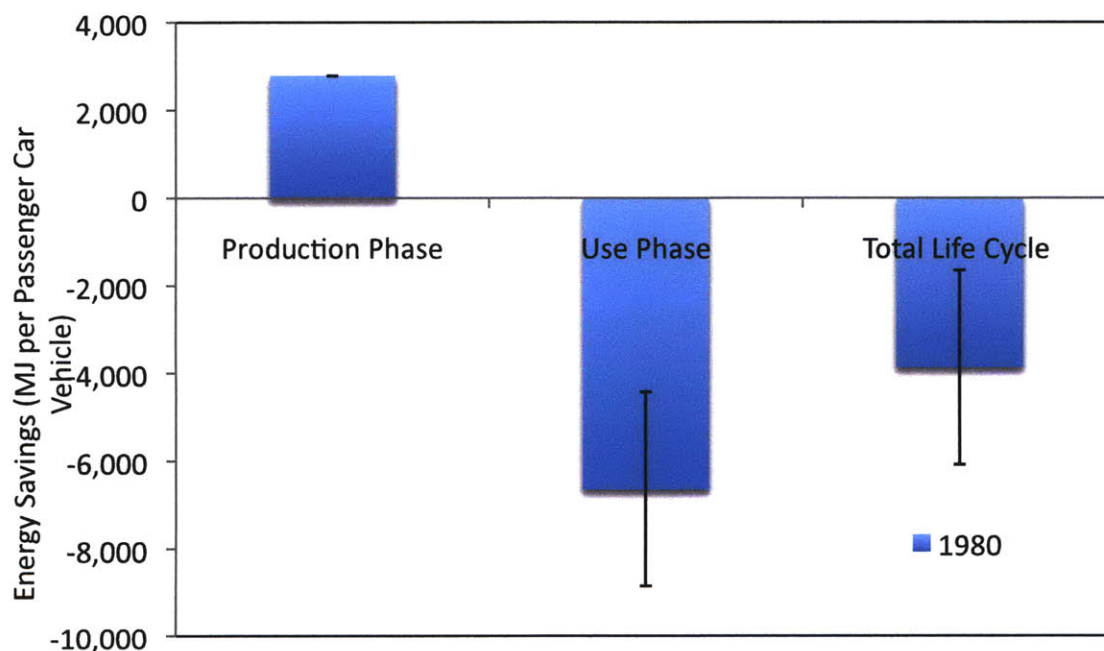 Energy Savings (MJ per Passenger Car
Vehicle)
4,000
2,000
0
-2,000
-4,000
-6,000
-8,000
-10,000
Production Phase
Use Phase
Total Life Cycle
1980